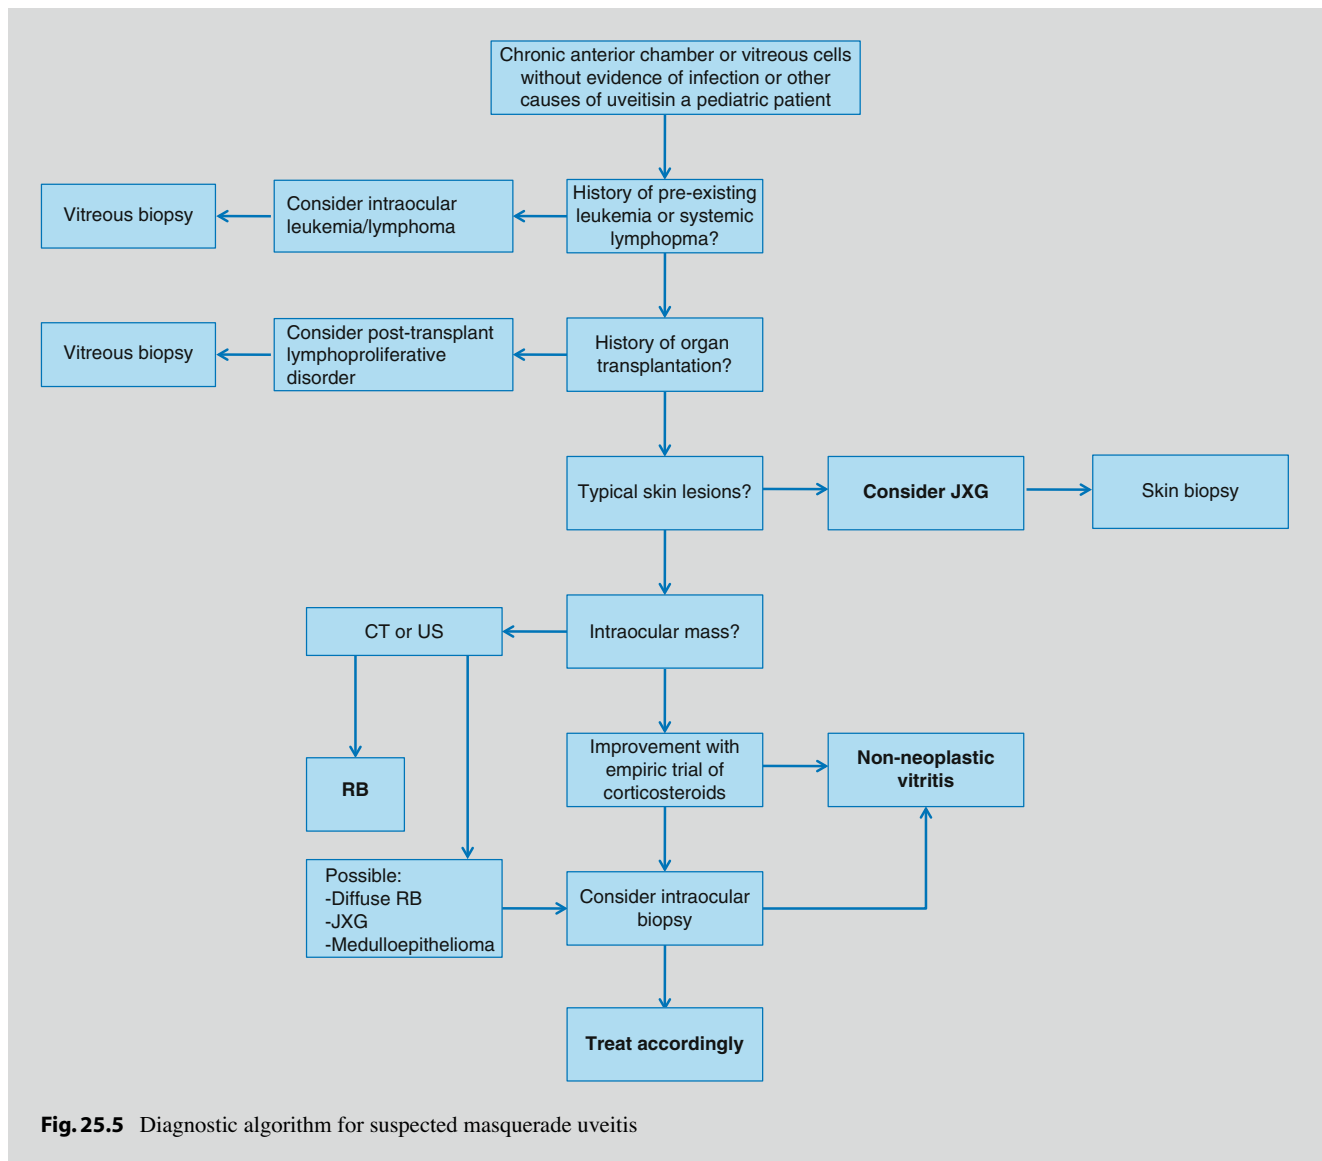 Chronic anterior chamber or vitreous cells
without evidence of infection or other
causes of uveitisin a pediatric patient
Vitreous biopsy
Consider intraocular
leukemia/lymphoma
History of pre-existing
leukemia or systemic
lymphopma?
Vitreous biopsy
Consider post-transplant
lymphoproliferative
disorder
History of organ
transplantation?
Typical skin lesions?
Consider JXG
Skin biopsy
CT or US
Intraocular mass?
RB
Improvement with
empiric trial of
corticosteroids
Non-neoplastic
vitritis
Possible:
-Diffuse RB
-JXG
-Medulloepithelioma
Consider intraocular
biopsy
Treat accordingly
Fig. 25.5 Diagnostic algorithm for suspected masquerade uveitis